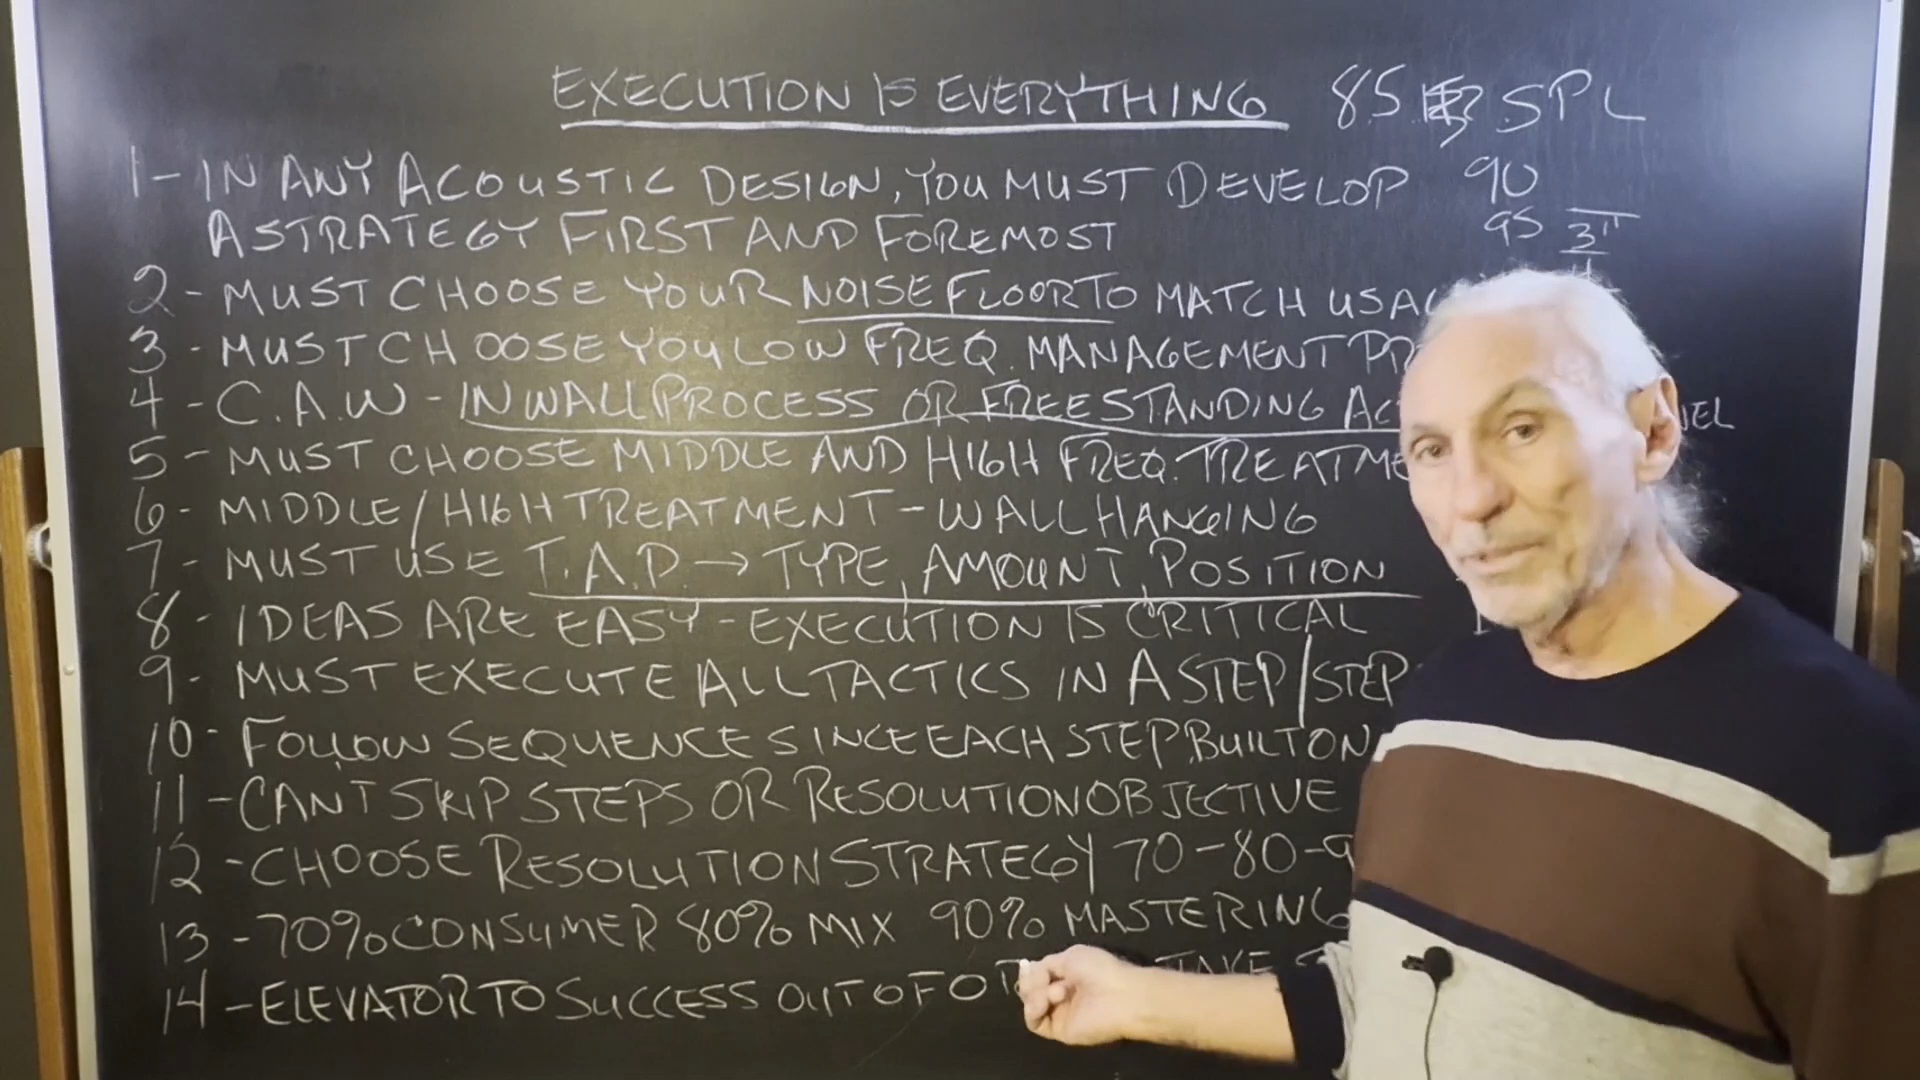 EXECUTION IS EVERYTHING 85 SPL
1- IN ANY ACOUSTIC DESIGN, YOU MUST DEVELOP 90
A STRATEGY FIRST AND FOREMOST 95 3"
2- MUST CHOOSE YOUR NOISE FLOOR TO MATCH
3- MUST CHOOSE YOU LOW FREQ. MANAGEMENT
4- C.A.W - IN WALL PROCESS OR FREESTANDING
5- MUST CHOOSE MIDDLE AND HIGH FREQ.
6- MIDDLE/HIGH TREATMENT - WALL HANGING
7- MUST USE T.A.P. → TYPE, AMOUNT, POSITION
8- IDEAS ARE EASY - EXECUTION IS CRITICAL
9- MUST EXECUTE ALL TACTICS IN A STEP/STEP
10- FOLLOW SEQUENCE SINCE EACH STEP BUILT ON
11- CANT SKIP STEPS OR RESOLUTION OBJECTIVE
12- CHOOSE RESOLUTION STRATEGY 70-80-
13- 70% CONSUMER 80% MIX 90% MASTERING
14- ELEVATOR TO SUCCESS OUT OF TAKE